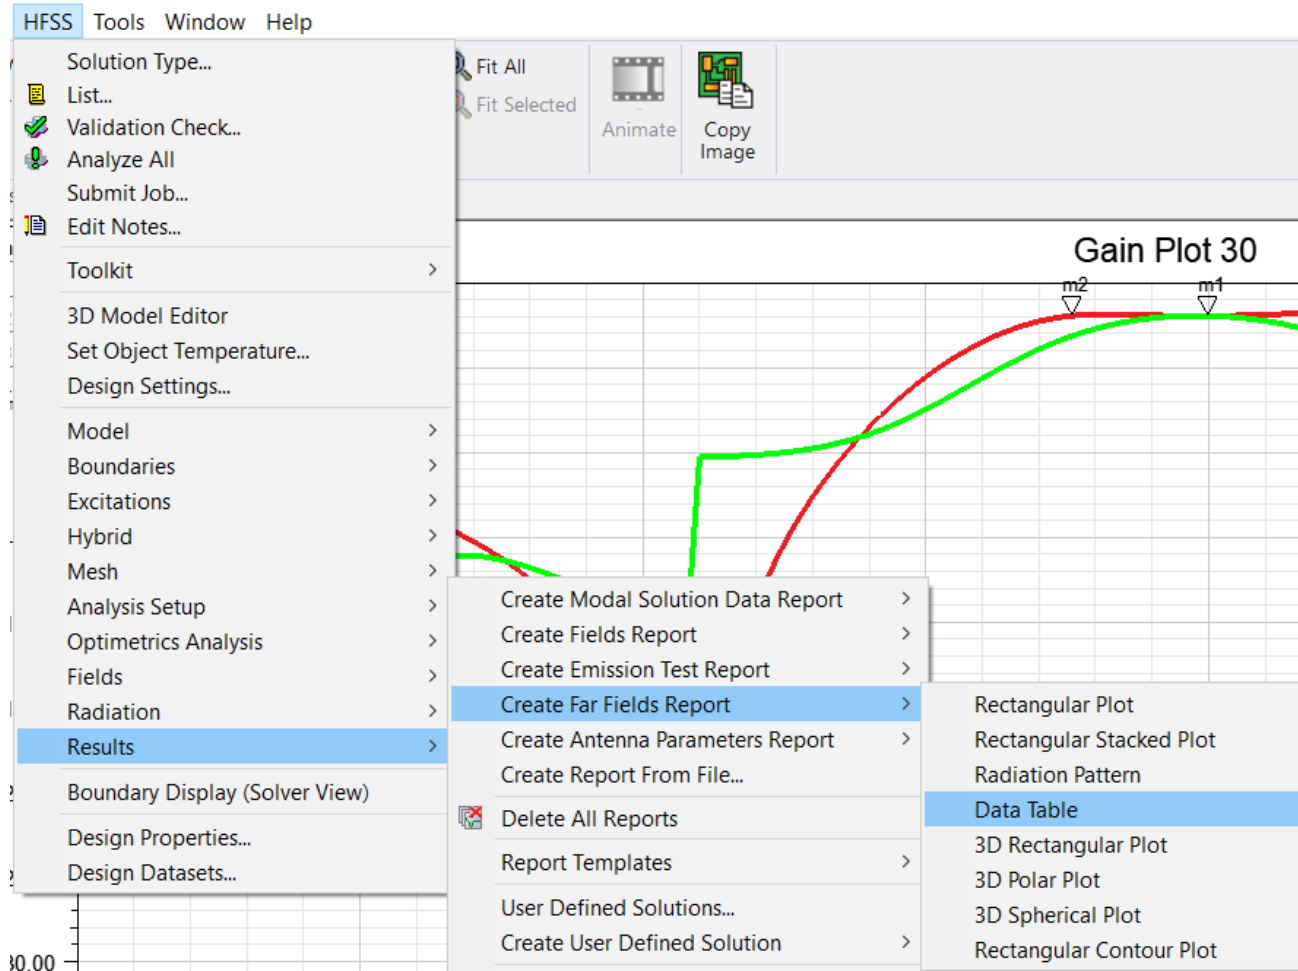 HFSS Tools Window Help
Solution Type...
List...
Validation Check...
Analyze All
Submit Job...
Edit Notes...
Toolkit
3D Model Editor
Set Object Temperature...
Design Settings...
Model
Boundaries
Excitations
Hybrid
Mesh
Analysis Setup
Optimetrics Analysis
Fields
Radiation
Results
Boundary Display (Solver View)
Design Properties...
Design Datasets...
Fit All
Fit Selected
Animate
Copy
Image
Gain Plot 30
m2
m1
Create Modal Solution Data Report
Create Fields Report
Create Emission Test Report
Create Far Fields Report
Create Antenna Parameters Report
Create Report From File...
Delete All Reports
Report Templates
User Defined Solutions...
Create User Defined Solution
Rectangular Plot
Rectangular Stacked Plot
Radiation Pattern
Data Table
3D Rectangular Plot
3D Polar Plot
3D Spherical Plot
Rectangular Contour Plot